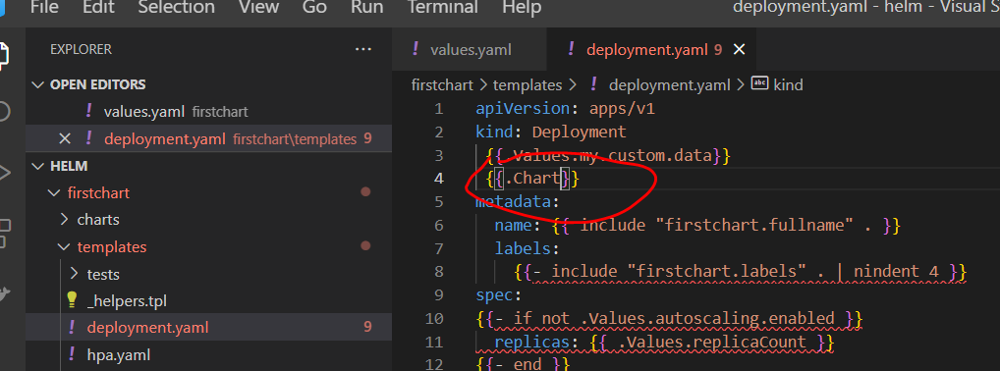 File Edit Selection View Go Run Terminal Help deployment.yaml - helm - Visual S
EXPLORER ...
OPEN EDITORS
! values.yaml firstchart
! deployment.yaml firstchart\templates 9
HELM
firstchart
charts
templates
tests
_helpers.tpl
! deployment.yaml 9
! hpa.yaml
! values.yaml ! deployment.yaml 9
firstchart > templates > ! deployment.yaml > abc kind
1 apiVersion: apps/v1
2 kind: Deployment
3 {{ .Values.my.custom.data}}
4 {{.Chart}}
5 metadata:
6 name: {{ include "firstchart.fullname" . }}
7 labels:
8 {{- include "firstchart.labels" . | nindent 4 }}
9 spec:
10 {{- if not .Values.autoscaling.enabled }}
11 replicas: {{ .Values.replicaCount }}
12 {{- end }}